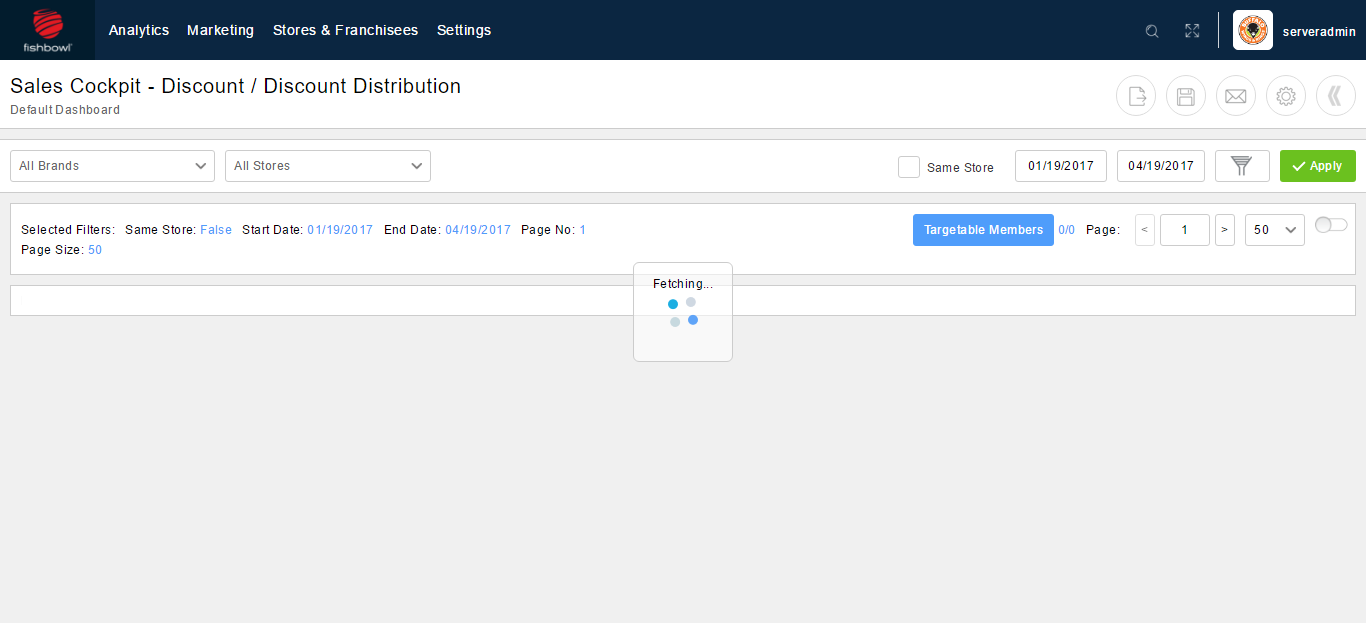 fishbowl
Analytics Marketing Stores & Franchisees Settings
serveradmin
Sales Cockpit - Discount / Discount Distribution
Default Dashboard
All Brands All Stores Same Store 01/19/2017 04/19/2017 Apply
Selected Filters: Same Store: False Start Date: 01/19/2017 End Date: 04/19/2017 Page No: 1
Page Size: 50
Targetable Members 0/0 Page: < 1 > 50
Fetching...